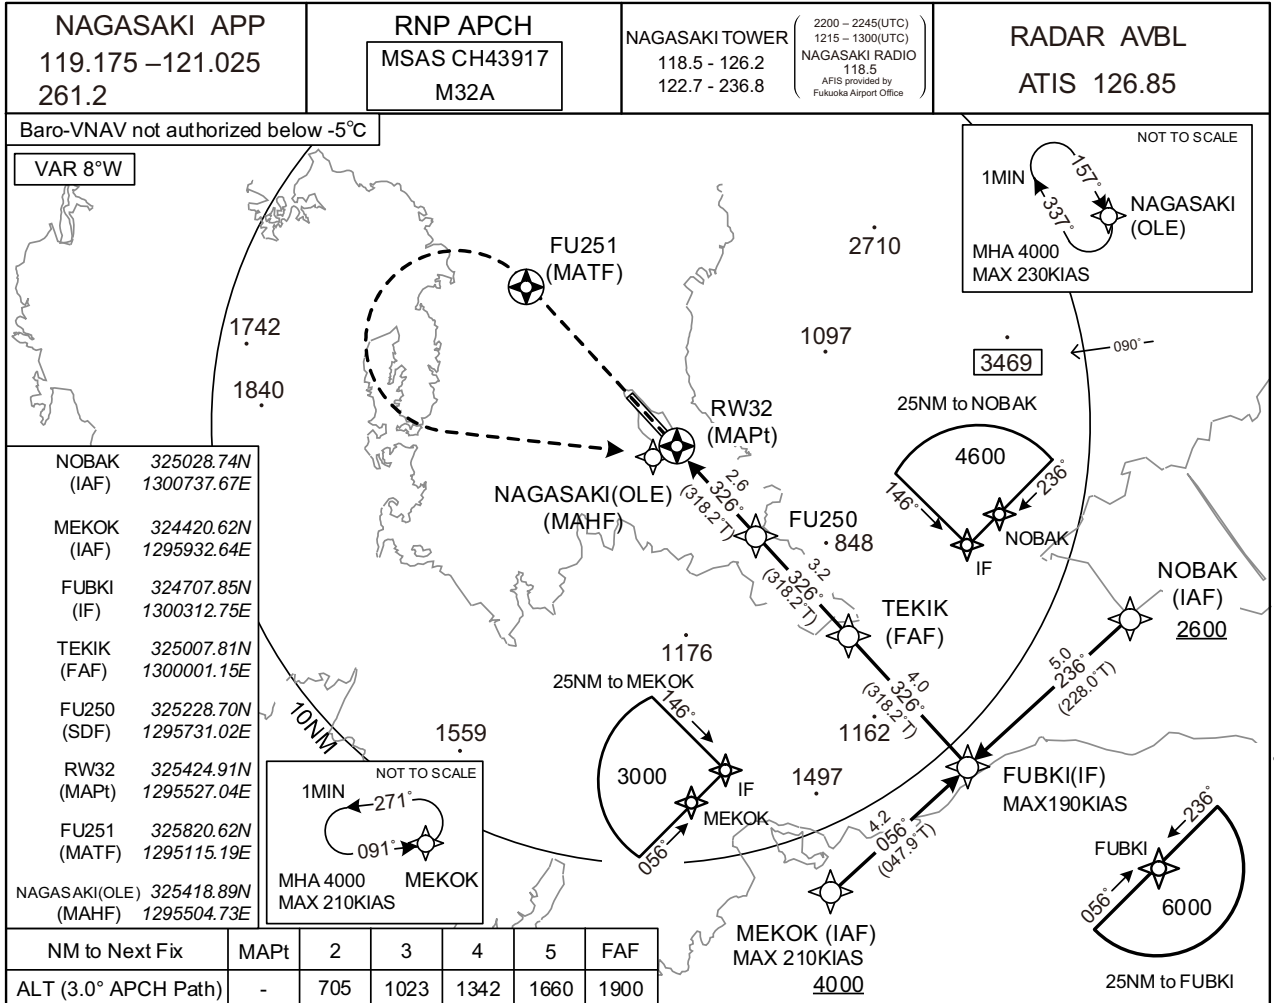 NAGASAKI APP
119.175 –121.025
261.2
RNP APCH
MSAS CH43917
M32A
NAGASAKI TOWER
118.5 - 126.2
122.7 - 236.8
2200 – 2245(UTC)
1215 – 1300(UTC)
NAGASAKI RADIO
118.5
AFIS provided by
Fukuoka Airport Office
RADAR AVBL
ATIS 126.85
Baro-VNAV not authorized below -5°C
VAR 8°W
NOT TO SCALE
1MIN
157°
337°
NAGASAKI
(OLE)
MHA 4000
MAX 230KIAS
FU251
(MATF)
2710
1742
1097
3469
090°
1840
RW32
(MAPt)
25NM to NOBAK
4600
146°
236°
NOBAK
IF
NAGASAKI(OLE)
(MAHF)
2.6
326°
(318.2°T)
FU250
848
3.2
326°
(318.2°T)
TEKIK
(FAF)
NOBAK
(IAF)
2600
5.0
236°
(228.0°T)
4.0
326°
(318.2°T)
1176
25NM to MEKOK
146°
3000
IF
MEKOK
056°
1162
1497
1559
10NM
FUBKI(IF)
MAX190KIAS
4.2
056°
(047.9°T)
MEKOK (IAF)
MAX 210KIAS
4000
236°
FUBKI
056°
6000
25NM to FUBKI
NOT TO SCALE
1MIN
271°
091°
MEKOK
MHA 4000
MAX 210KIAS
NOBAK 325028.74N
(IAF) 1300737.67E
MEKOK 324420.62N
(IAF) 1295932.64E
FUBKI 324707.85N
(IF) 1300312.75E
TEKIK 325007.81N
(FAF) 1300001.15E
FU250 325228.70N
(SDF) 1295731.02E
RW32 325424.91N
(MAPt) 1295527.04E
FU251 325820.62N
(MATF) 1295115.19E
NAGASAKI(OLE) 325418.89N
(MAHF) 1295504.73E
NM to Next Fix MAPt 2 3 4 5 FAF
ALT (3.0° APCH Path) - 705 1023 1342 1660 1900